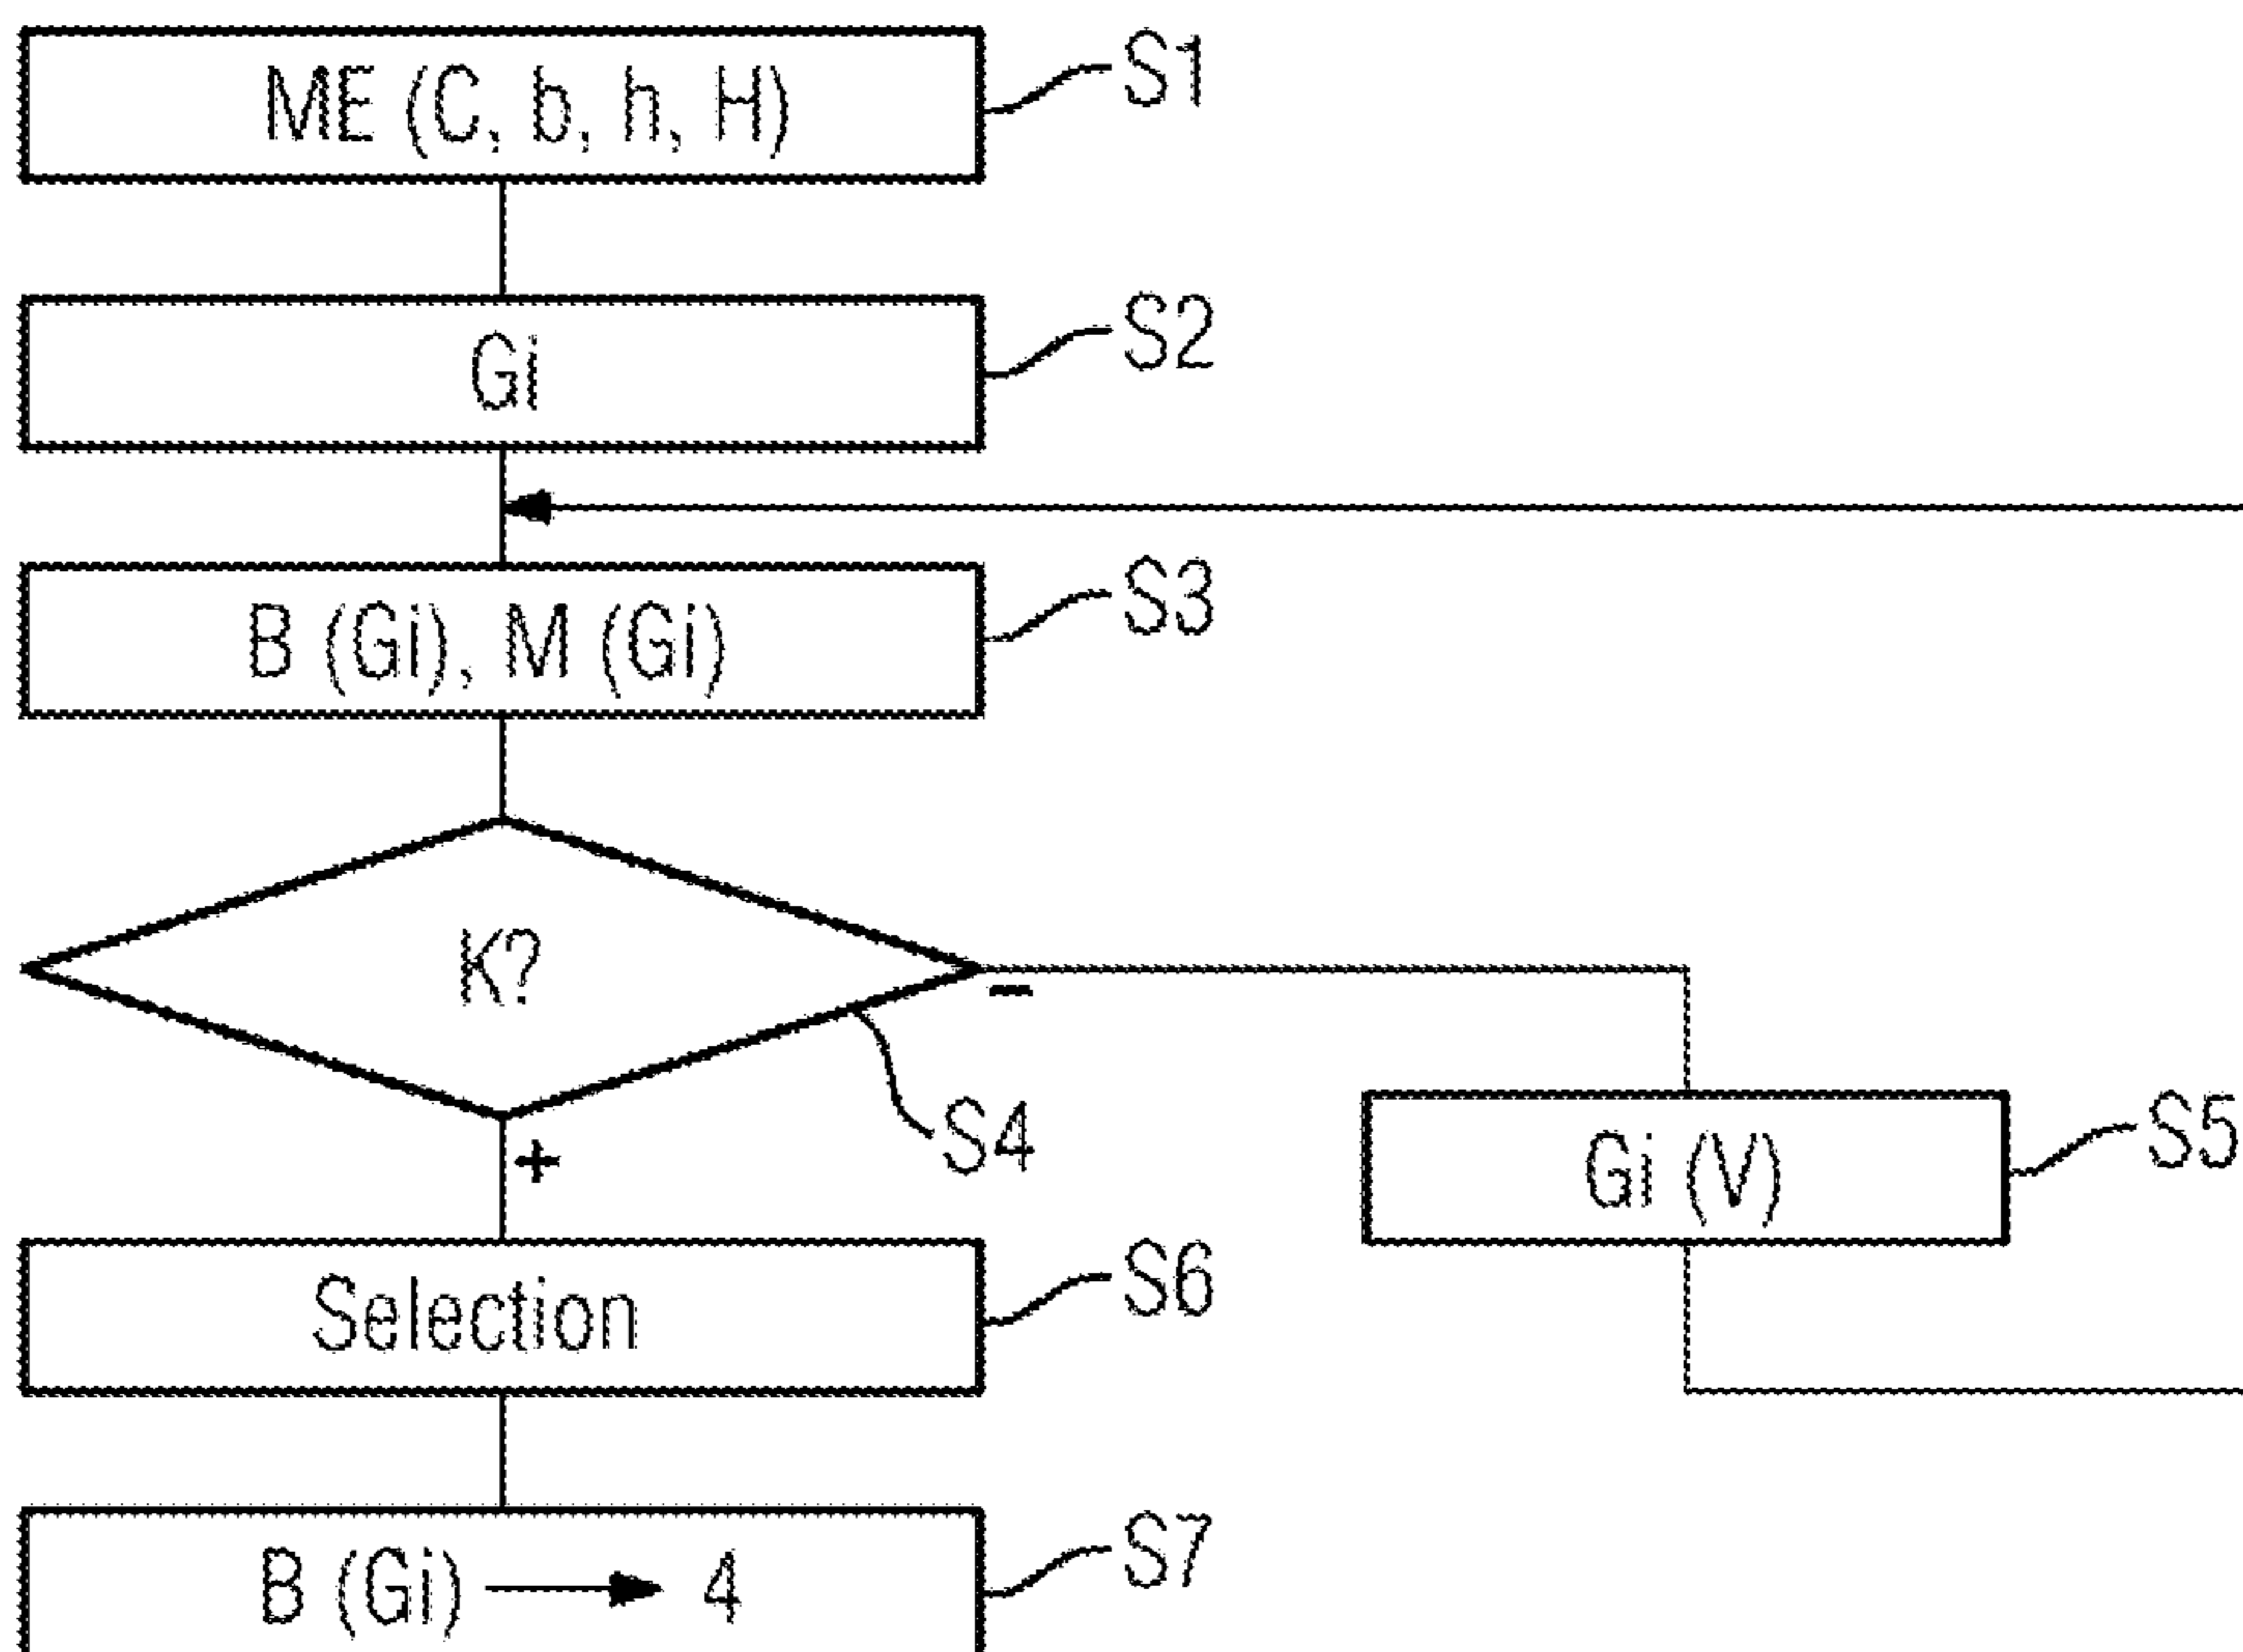 ME (C, b, h, H)
S1
Gi
S2
B (Gi), M (Gi)
S3
K?
−
S4
+
Gi (V)
S5
Selection
S6
B (Gi) → 4
S7